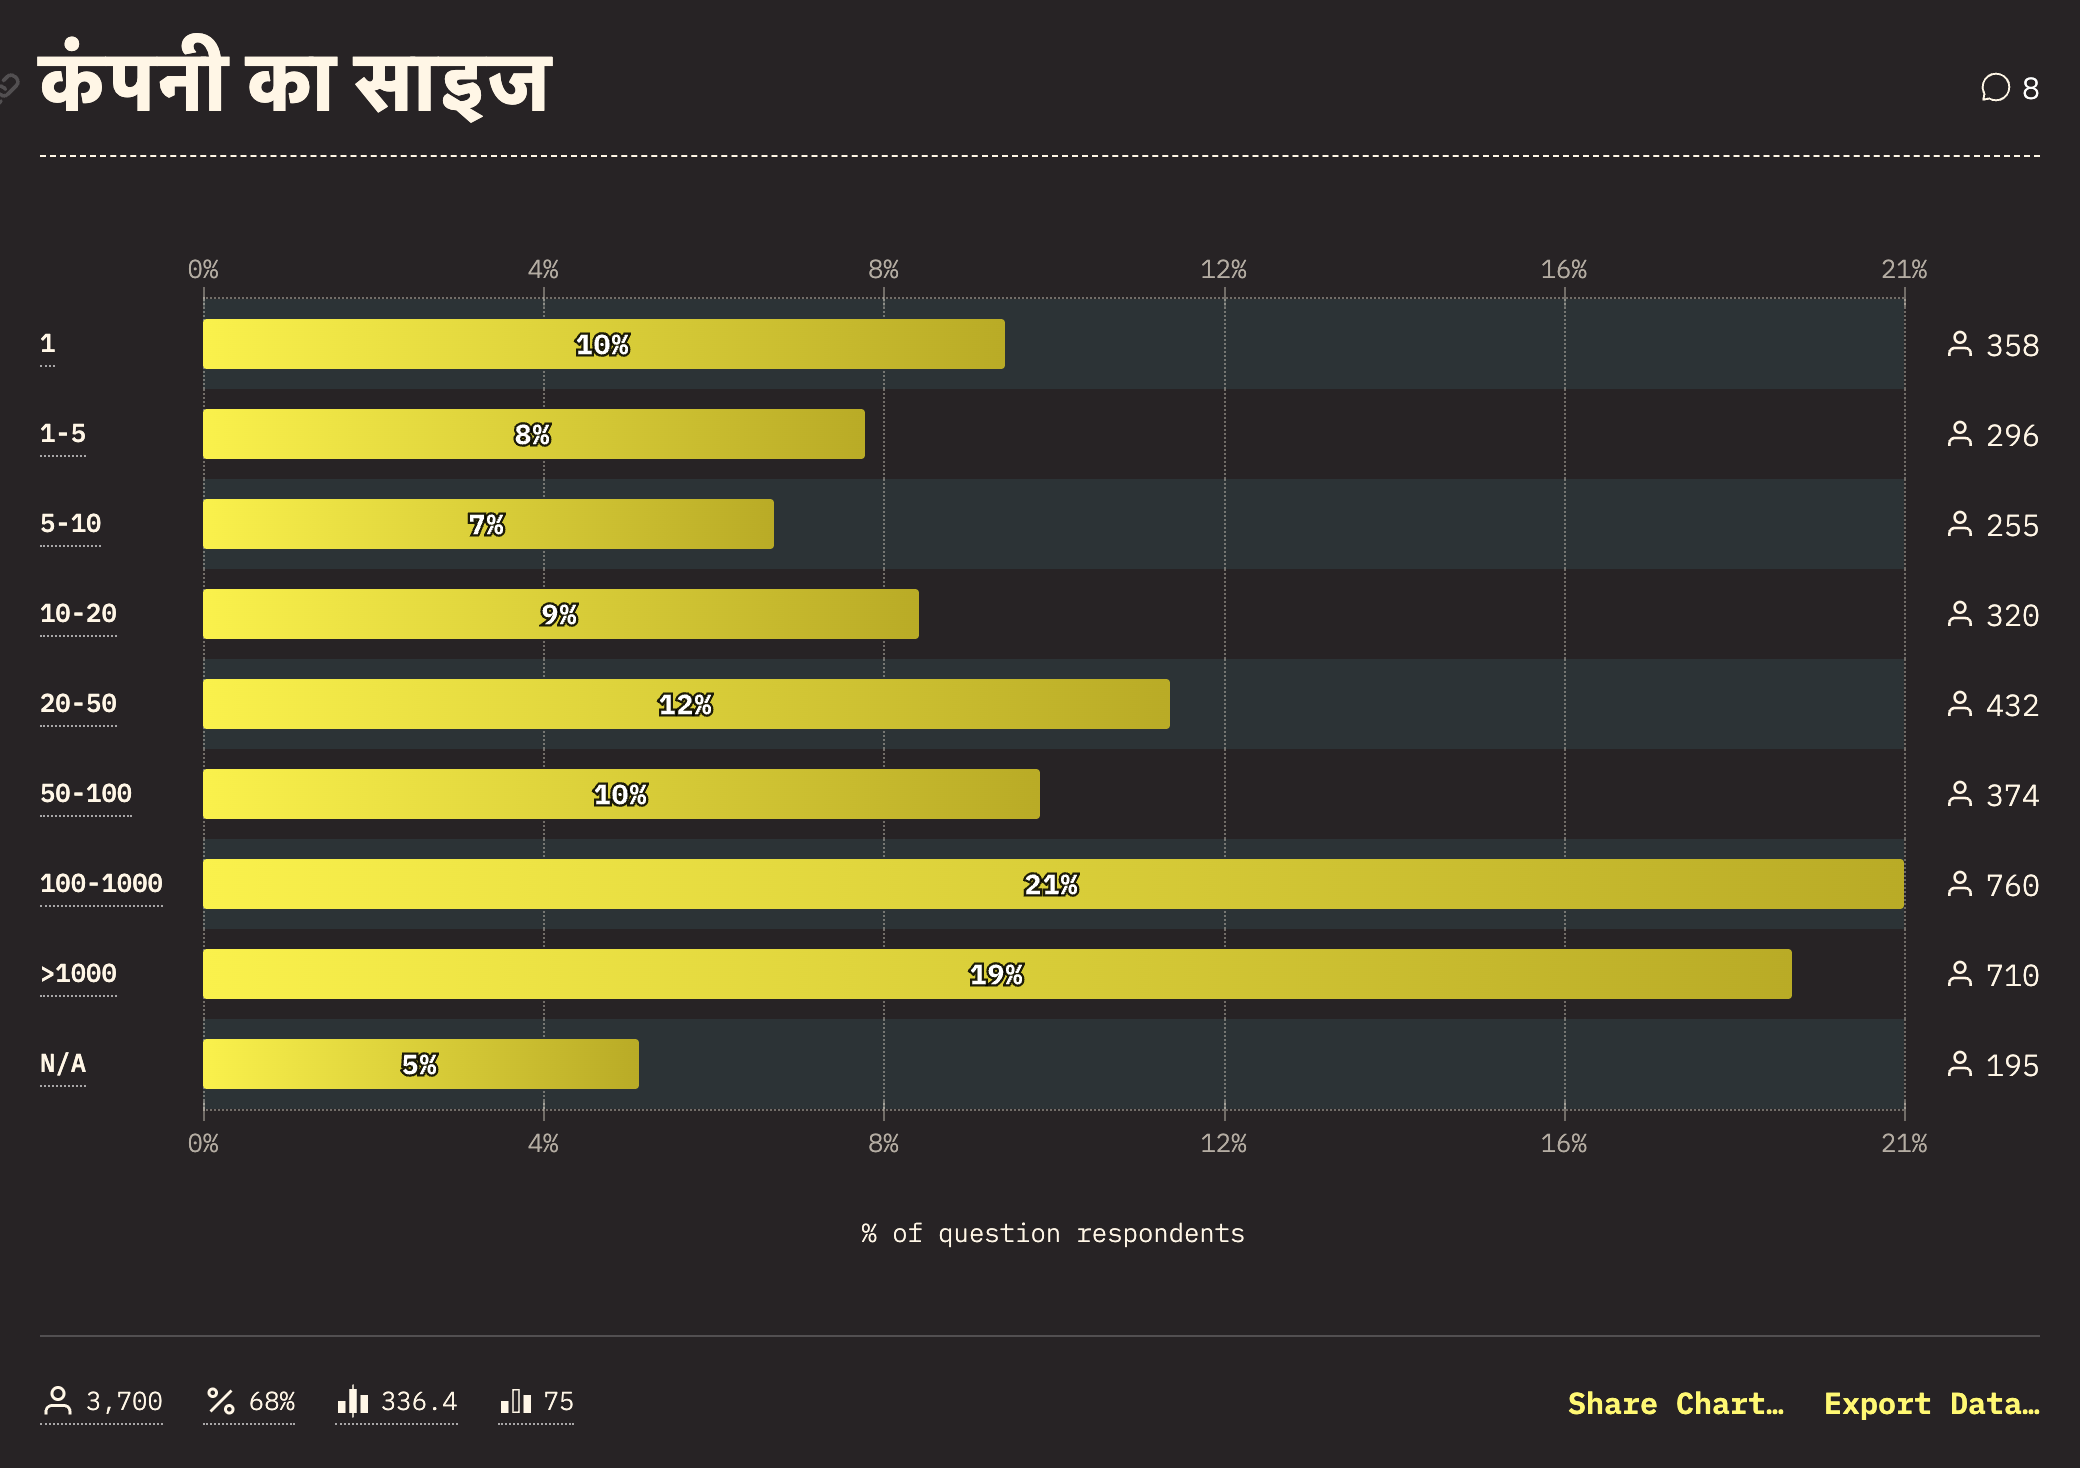 कंपनी का साइज
8
0% 4% 8% 12% 16% 21%
1 10% 358
1-5 8% 296
5-10 7% 255
10-20 9% 320
20-50 12% 432
50-100 10% 374
100-1000 21% 760
>1000 19% 710
N/A 5% 195
0% 4% 8% 12% 16% 21%
% of question respondents
3,700 68% 336.4 75 Share Chart… Export Data…